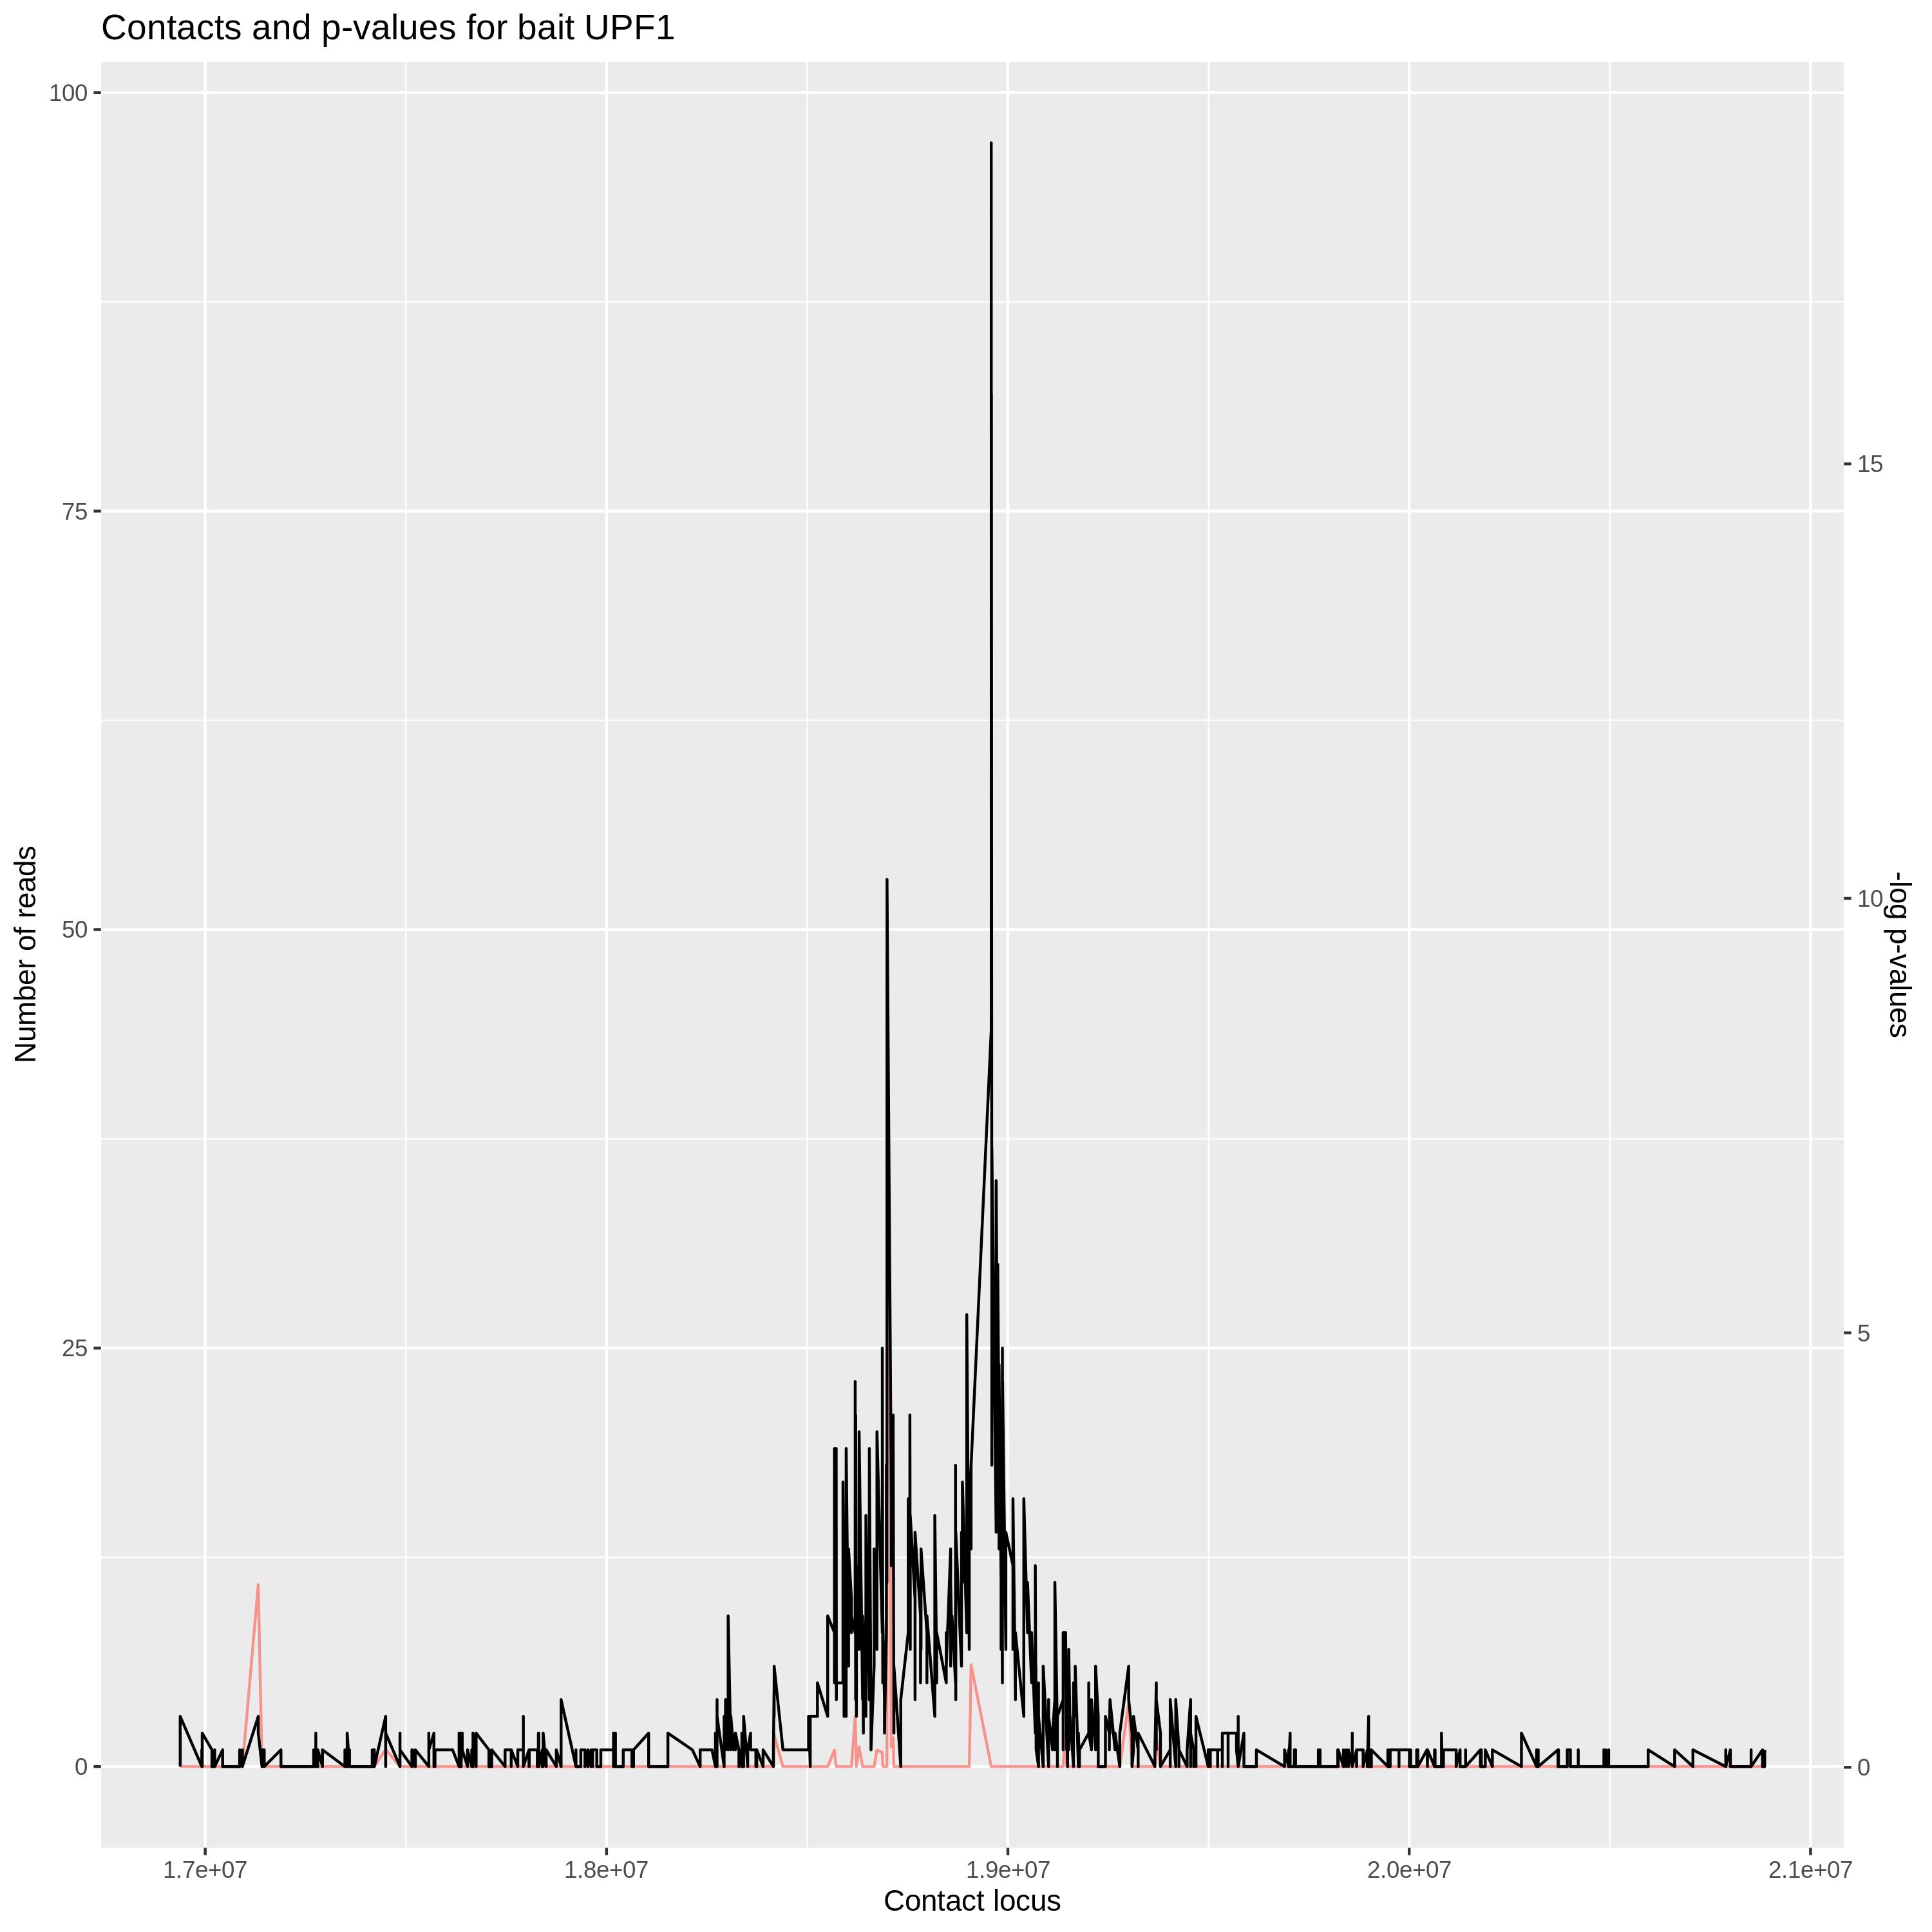 Contacts and p-values for bait UPF1
100
75
50
25
0
Number of reads
15
10
5
0
-log p-values
1.7e+07
1.8e+07
1.9e+07
2.0e+07
2.1e+07
Contact locus